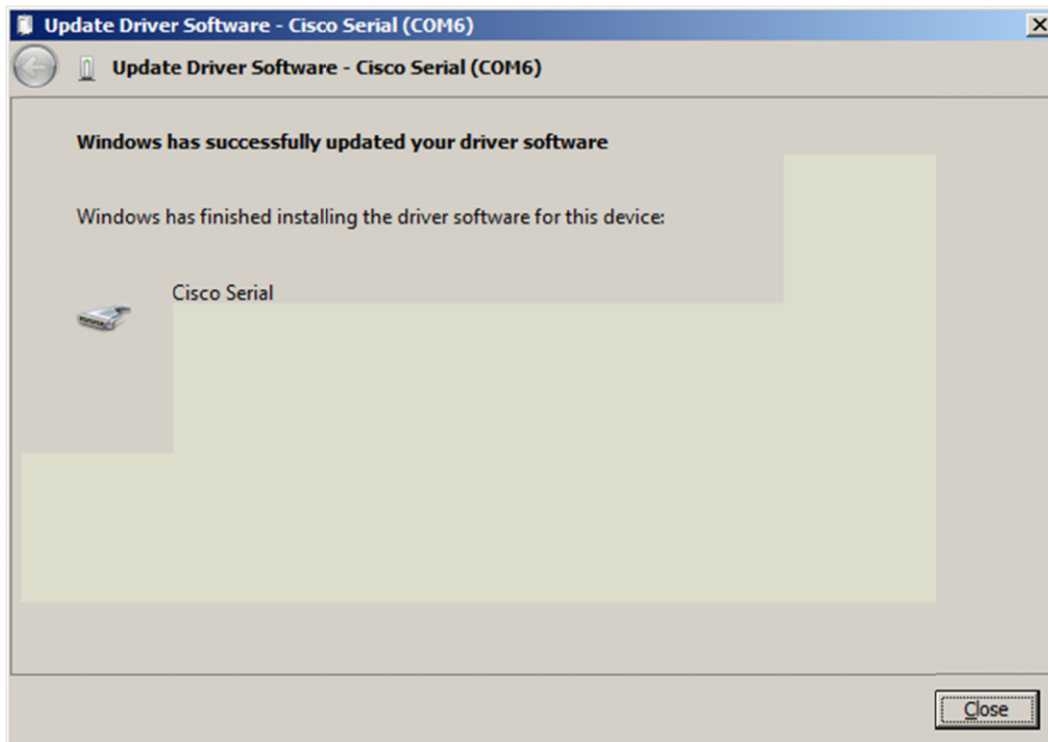 Update Driver Software - Cisco Serial (COM6)
Update Driver Software - Cisco Serial (COM6)
Windows has successfully updated your driver software
Windows has finished installing the driver software for this device:
Cisco Serial
Close